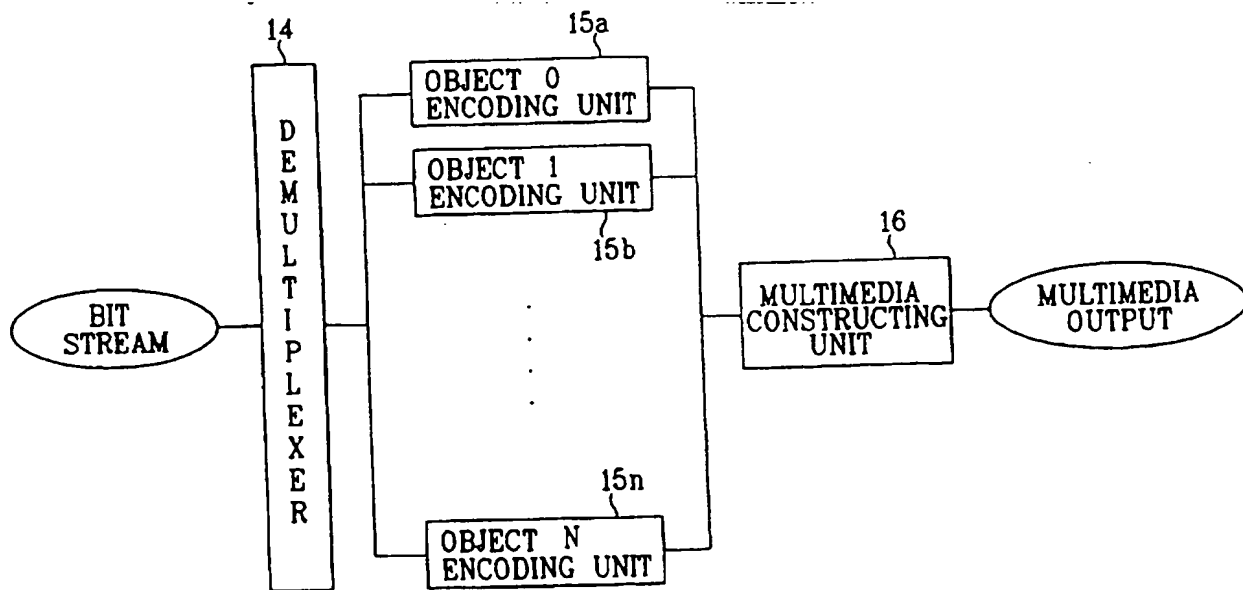 14
DEMULTIPLEXER
15a
OBJECT 0
ENCODING UNIT
OBJECT 1
ENCODING UNIT
15b
BIT
STREAM
16
MULTIMEDIA
CONSTRUCTING
UNIT
MULTIMEDIA
OUTPUT
15n
OBJECT N
ENCODING UNIT